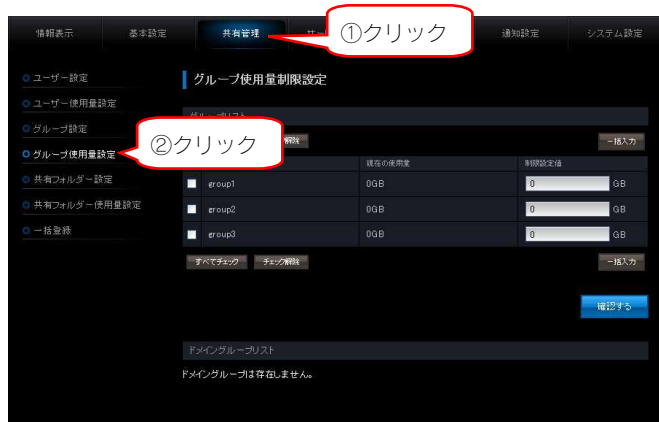 情報表示 基本設定 共有管理 サー ①クリック 通知設定 システム設定
ユーザー設定
グループ使用量制限設定
ユーザー使用量設定
グループリスト
グループ設定
②クリック
解除 一括入力
グループ使用量設定
現在の使用量 制限設定値
共有フォルダー設定
group1 0GB 0 GB
共有フォルダー使用量設定
group2 0GB 0 GB
一括登録
group3 0GB 0 GB
すべてチェック チェック解除 一括入力
確認する
ドメイングループリスト
ドメイングループは存在しません。